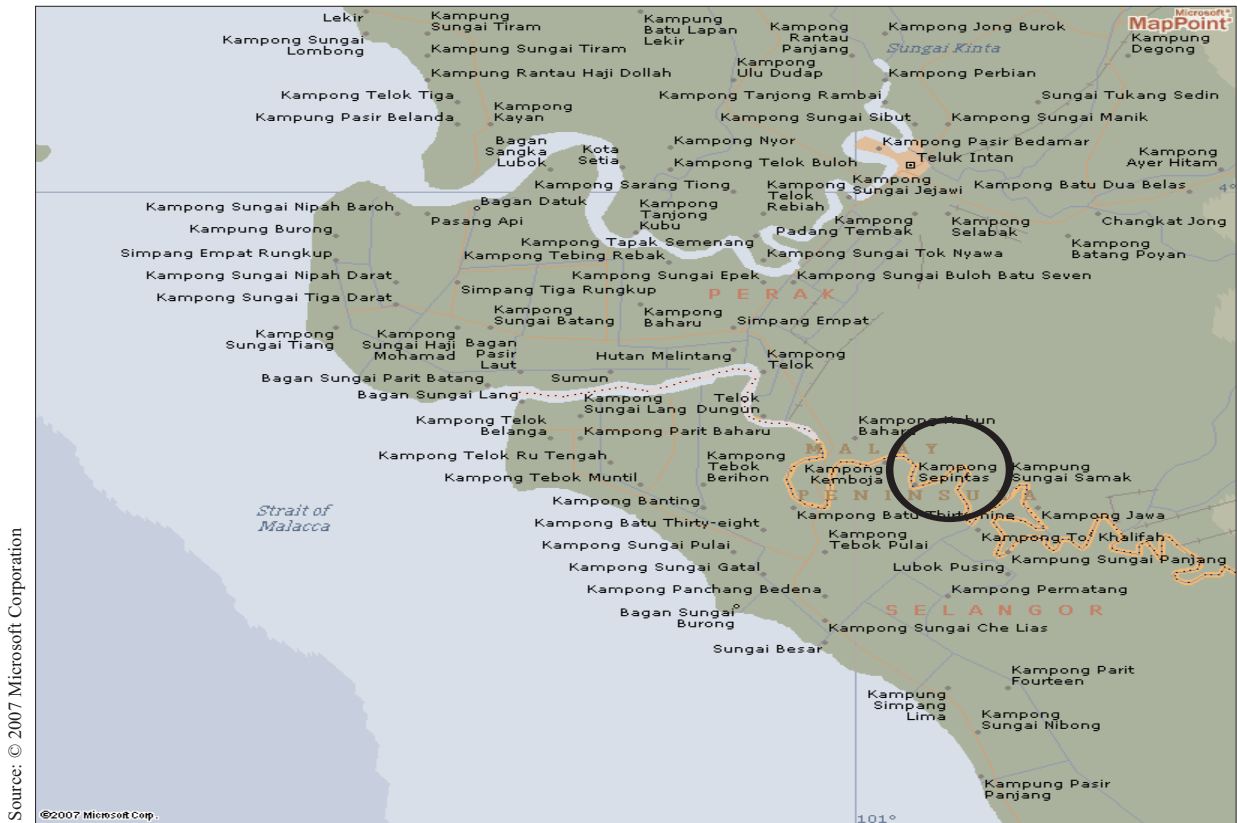 Microsoft®
MapPoint®
Lekir
Kampung
Sungai Tiram
Kampung
Batu Lapan
Lekir
Kampong
Rantau
Panjang
Kampong Jong Burok
Kampung
Degong
Kampong Sungai
Lombong
Kampung Sungai Tiram
Sungai Kinta
Kampung Rantau Haji Dollah
Kampong
Ulu Dudap
Kampong Perbian
Kampong Telok Tiga
Kampong Tanjong Rambai
Sungai Tukang Sedin
Kampung Pasir Belanda
Kampong
Kayan
Kampong Sungai Sibut
Kampong Sungai Manik
Bagan
Sangka
Lubok
Kota
Setia
Kampong Nyor
Kampong Pasir Bedamar
Teluk Intan
Kampong
Ayer Hitam
Kampong Telok Buloh
Kampong Sarang Tiong
Kampong
Telok
Rebiah
Kampong
Sungai Jejawi
Kampong Batu Dua Belas
4°
Kampong Sungai Nipah Baroh
Bagan Datuk
Pasang Api
Kampong
Tanjong
Kubu
Kampong
Padang Tembak
Kampong
Selabak
Changkat Jong
Kampung Burong
Kampong Tapak Semenang
Kampong
Batang Poyan
Simpang Empat Rungkup
Kampong Tebing Rebak
Kampong Sungai Tok Nyawa
Kampong Sungai Nipah Darat
Kampong Sungai Epek
Kampong Sungai Buloh Batu Seven
Kampong Sungai Tiga Darat
Simpang Tiga Rungkup
PERAK
Kampong
Sungai Batang
Kampong
Baharu
Simpang Empat
Kampong
Sungai Tiang
Kampong
Sungai Haji
Mohamad
Bagan
Pasir
Laut
Hutan Melintang
Kampong
Telok
Bagan Sungai Parit Batang
Sumun
Bagan Sungai Lang
Kampong
Sungai Lang
Telok
Dungun
Kampong Telok
Belanga
Kampong Parit Baharu
Kampong Kebun
Baharu
MALAY
PENINSULA
Kampong Telok Ru Tengah
Kampong
Tebok
Berihon
Kampong
Kemboja
Kampong
Sepintas
Kampung
Sungai Samak
Kampong Tebok Muntil
Kampong Banting
Strait of
Malacca
Kampong Batu Thirty-eight
Kampong Batu Thirty-nine
Kampong Jawa
Kampong Sungai Pulai
Kampong
Tebok Pulai
Kampong To' Khalifah
Kampong Sungai Gatal
Lubok Pusing
Kampung Sungai Panjang
Kampong Panchang Bedena
Kampong Permatang
Bagan Sungai
Burong
SELANGOR
Kampong Sungai Che Lias
Sungai Besar
Kampong Parit
Fourteen
Kampung
Simpang
Lima
Kampong
Sungai Nibong
Kampung Pasir
Panjang
101°
©2007 Microsoft Corp.
Source: © 2007 Microsoft Corporation